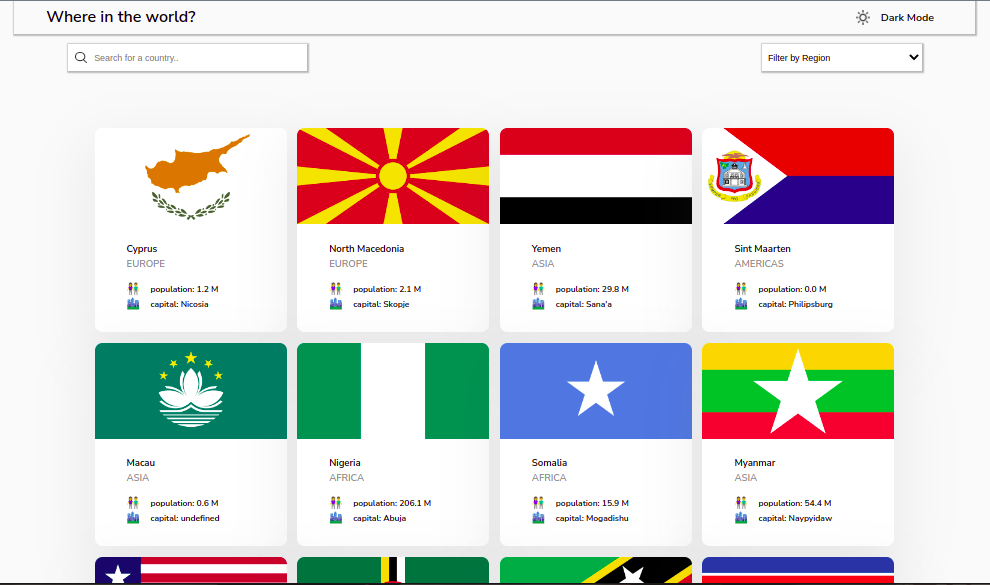 Where in the world?
Dark Mode
Search for a country..
Filter by Region
Cyprus
EUROPE
population: 1.2 M
capital: Nicosia
North Macedonia
EUROPE
population: 2.1 M
capital: Skopje
Yemen
ASIA
population: 29.8 M
capital: Sana'a
Sint Maarten
AMERICAS
population: 0.0 M
capital: Philipsburg
Macau
ASIA
population: 0.6 M
capital: undefined
Nigeria
AFRICA
population: 206.1 M
capital: Abuja
Somalia
AFRICA
population: 15.9 M
capital: Mogadishu
Myanmar
ASIA
population: 54.4 M
capital: Naypyidaw